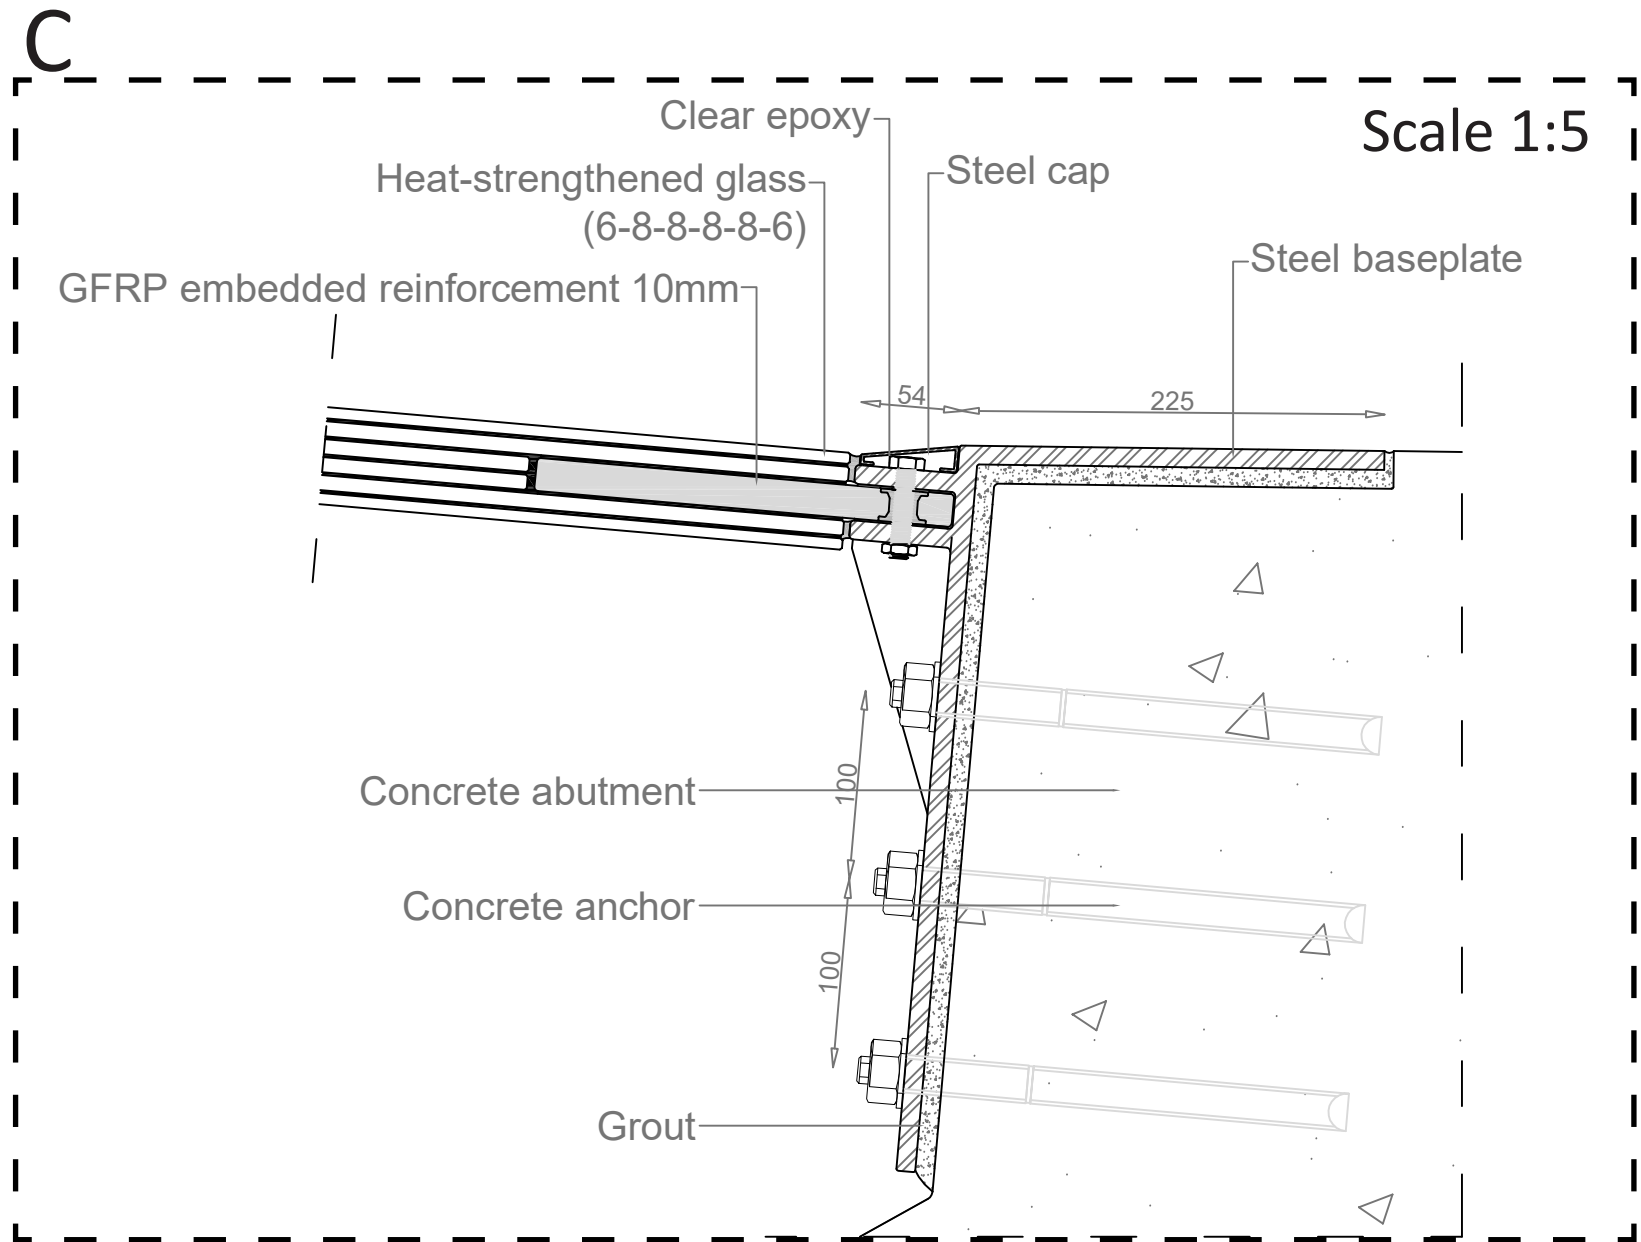 C
Scale 1:5
Clear epoxy
Steel cap
Heat-strengthened glass
(6-8-8-8-8-6)
Steel baseplate
GFRP embedded reinforcement 10mm
54
225
100
Concrete abutment
Concrete anchor
100
Grout